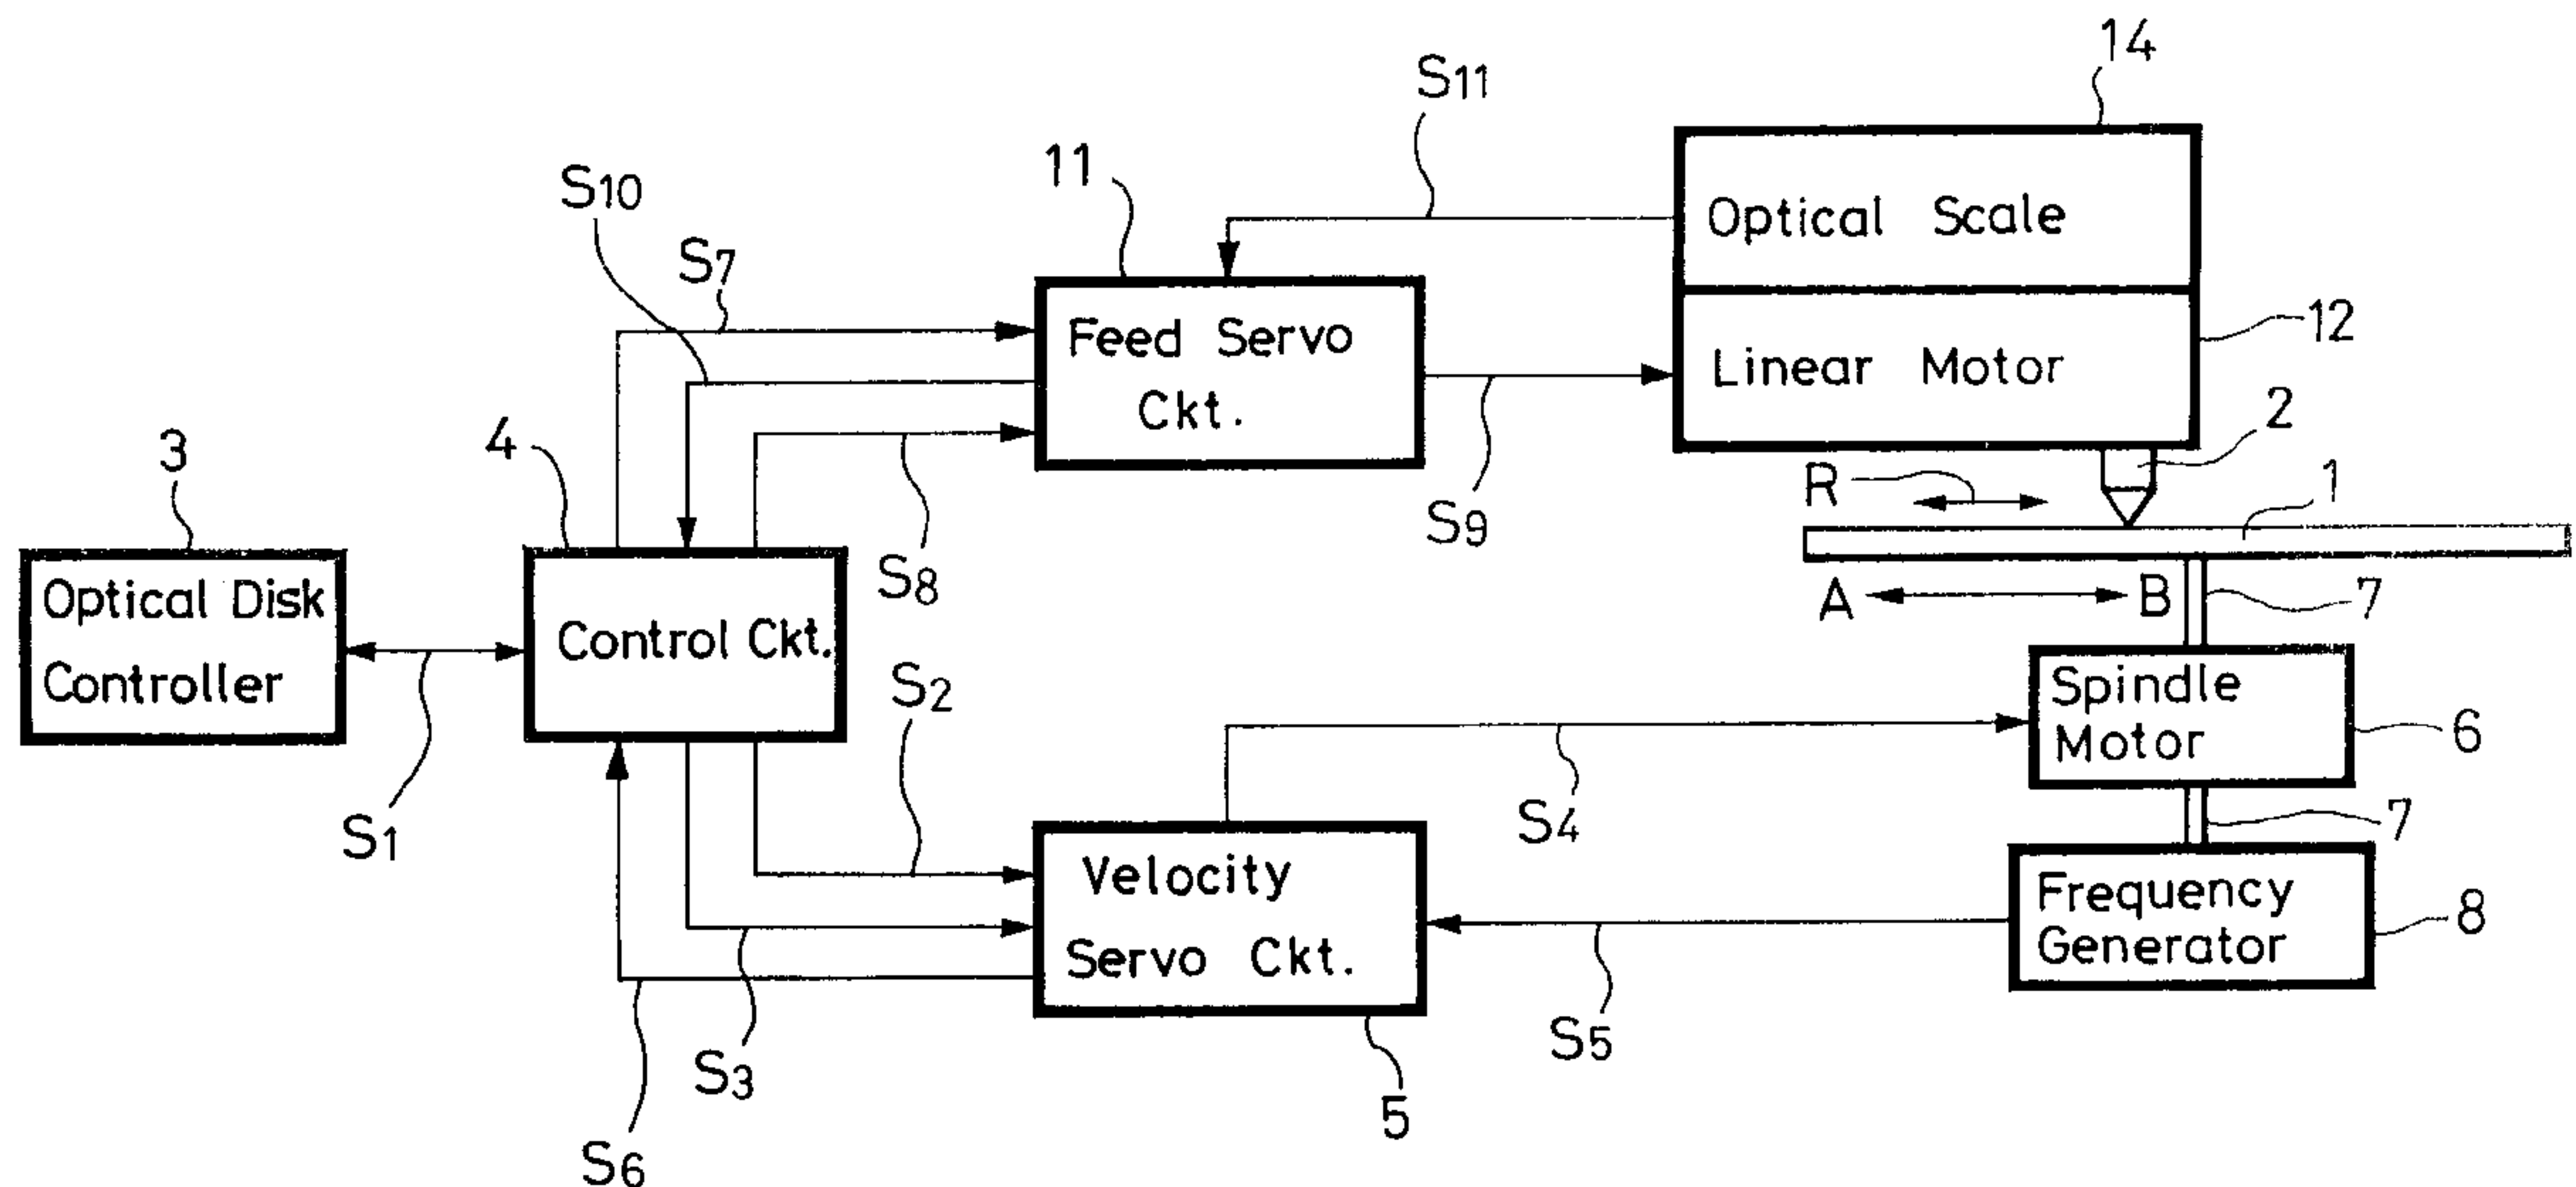 14
S11
11
S10
Optical Scale
S7
12
Feed Servo
Ckt.
Linear Motor
2
3
4
R
1
S9
S8
A
B
7
Optical Disk
Controller
Control Ckt.
S2
Spindle
Motor
6
S1
S4
7
Velocity
Servo Ckt.
Frequency
Generator
8
S5
S3
5
S6